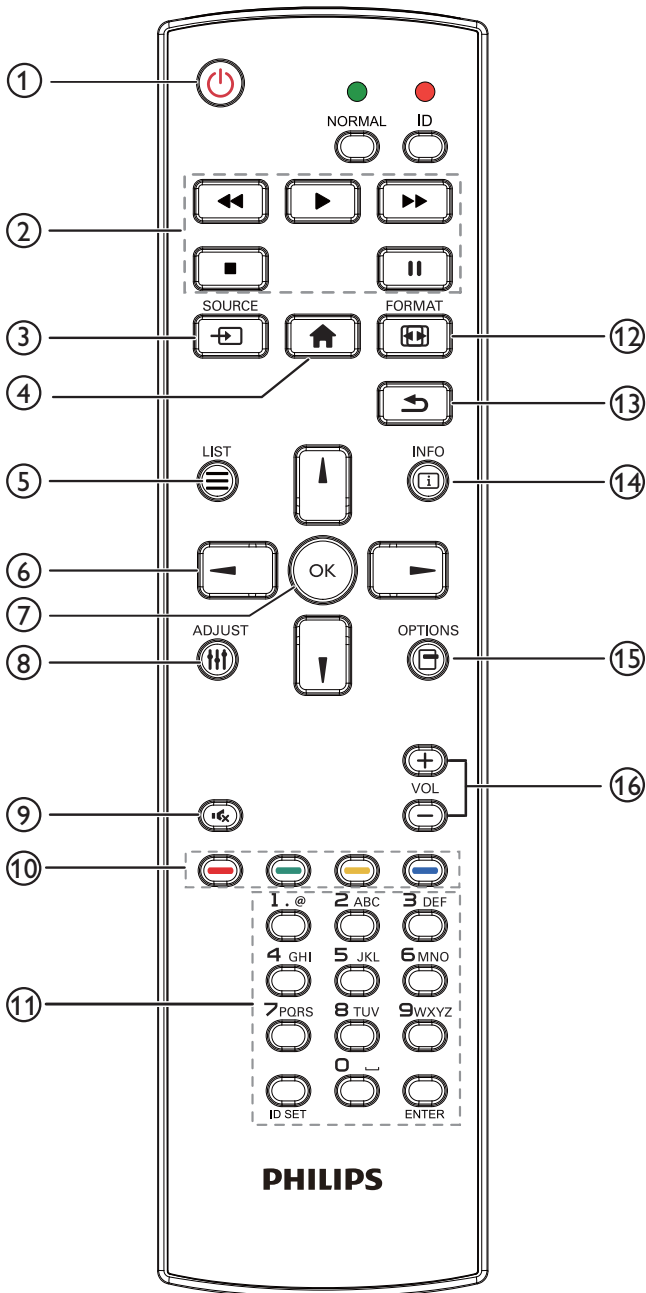 1
NORMAL ID
2
SOURCE FORMAT
3
12
4
13
LIST INFO
5
14
6
OK
7
ADJUST OPTIONS
8
15
+
VOL
16
9
−
10
1 . @ 2 ABC 3 DEF
4 GHI 5 JKL 6 MNO
11
7 PQRS 8 TUV 9 WXYZ
0 ⎵
ID SET ENTER
PHILIPS